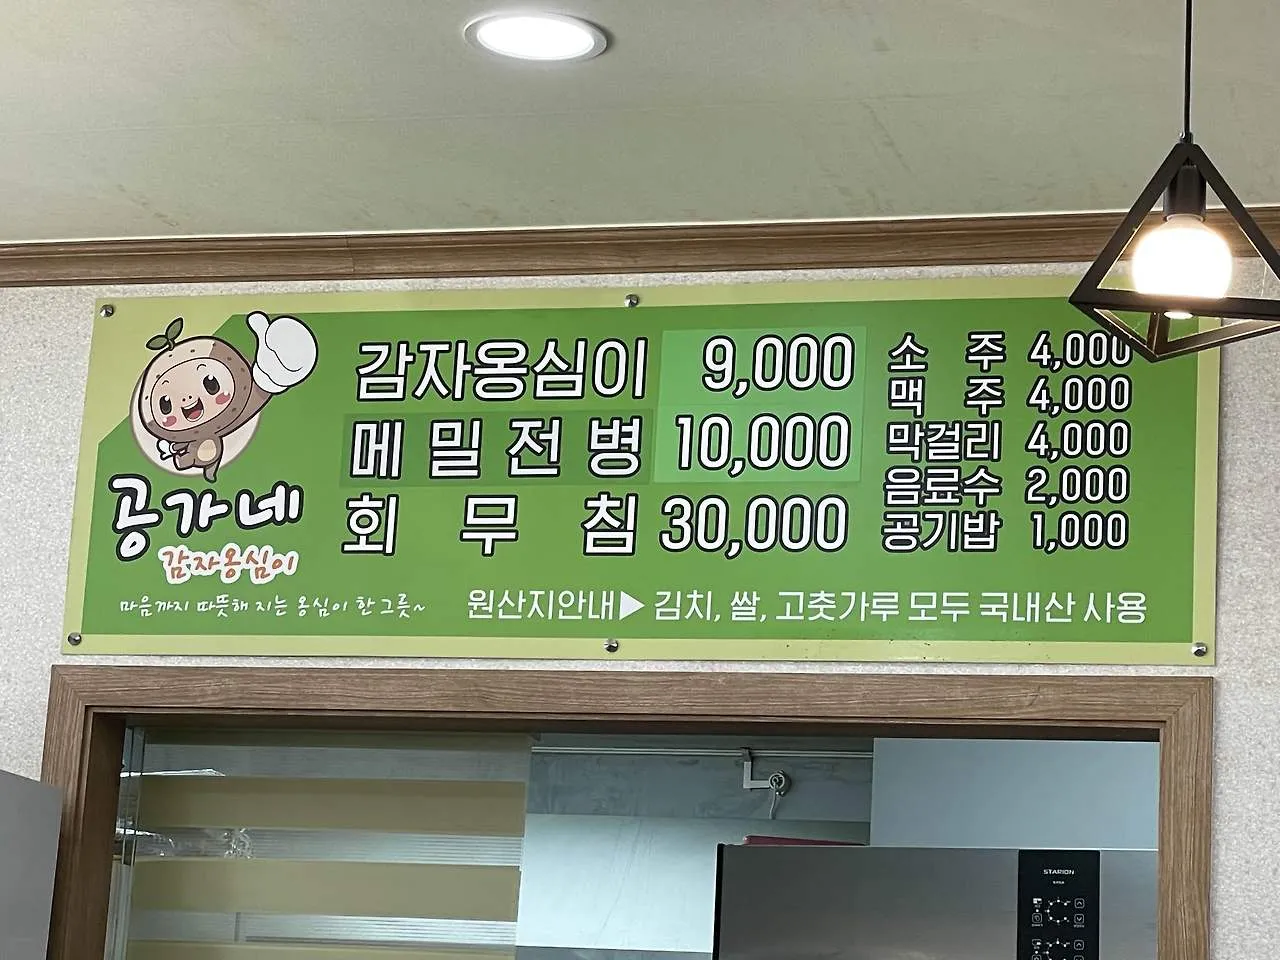 공가네
감자옹심이
마음까지 따뜻해 지는 옹심이 한 그릇~
감자옹심이 9,000
메밀전병 10,000
회무침 30,000
소주 4,000
맥주 4,000
막걸리 4,000
음료수 2,000
공기밥 1,000
원산지안내▶ 김치, 쌀, 고춧가루 모두 국내산 사용
STARION